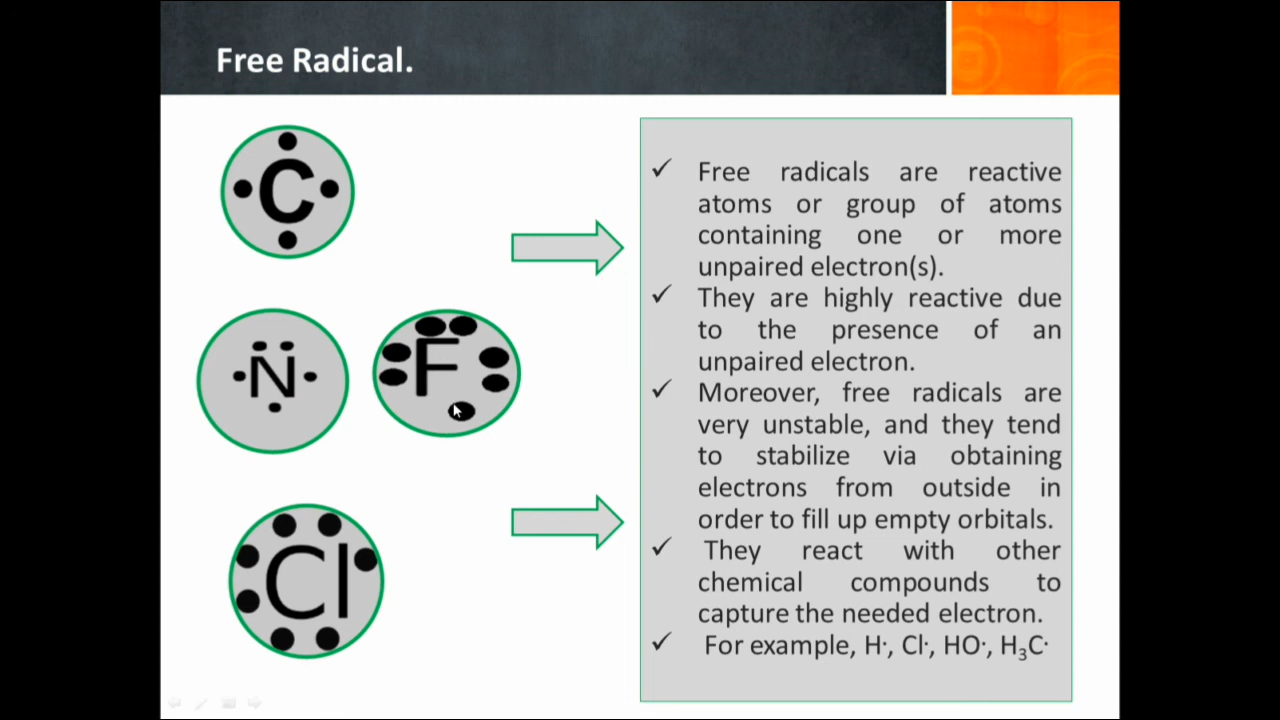 Free Radical.
C
N
F
Cl
✓ Free radicals are reactive
atoms or group of atoms
containing one or more
unpaired electron(s).
✓ They are highly reactive due
to the presence of an
unpaired electron.
✓ Moreover, free radicals are
very unstable, and they tend
to stabilize via obtaining
electrons from outside in
order to fill up empty orbitals.
✓ They react with other
chemical compounds to
capture the needed electron.
✓ For example, H·, Cl·, HO·, H₃C·